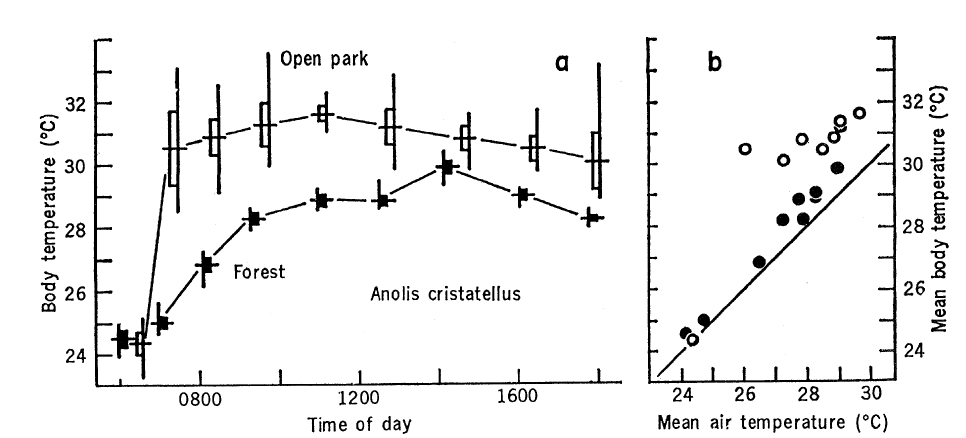 Open park
a
Forest
Anolis cristatellus
32
30
28
26
24
Body temperature (°C)
0800
1200
1600
Time of day
b
32
30
28
26
24
Mean body temperature (°C)
24
26
28
30
Mean air temperature (°C)